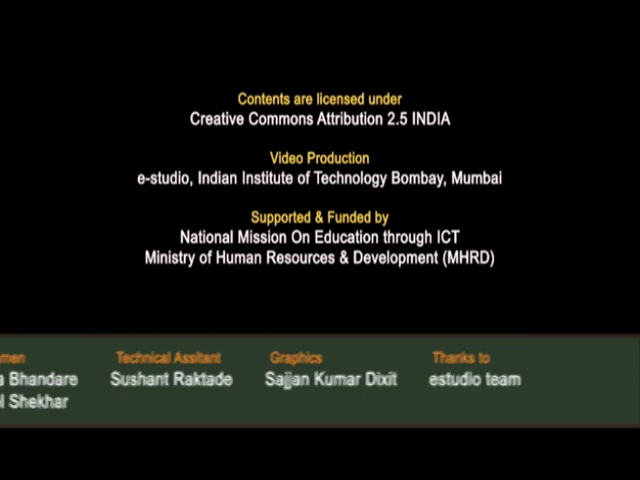 Contents are licensed under
Creative Commons Attribution 2.5 INDIA
Video Production
e-studio, Indian Institute of Technology Bombay, Mumbai
Supported & Funded by
National Mission On Education through ICT
Ministry of Human Resources & Development (MHRD)
Technical Assitant Graphics Thanks to
Bhandare Sushant Raktade Sajjan Kumar Dixit estudio team
Shekhar